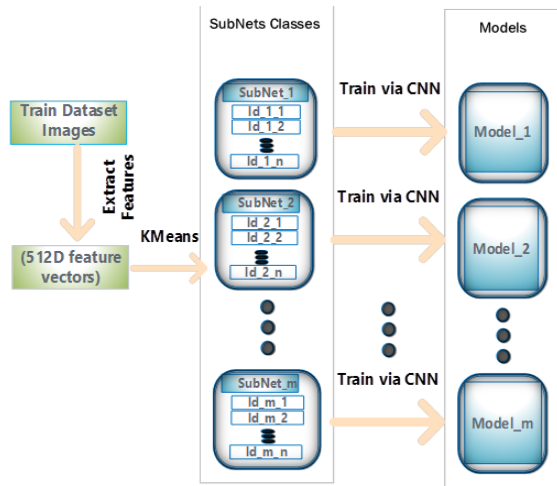 SubNets Classes
Models
Train Dataset
Images
Extract
Features
(512D feature
vectors)
KMeans
SubNet_1
Id_1_1
Id_1_2
Id_1_n
Train via CNN
Model_1
SubNet_2
Id_2_1
Id_2_2
Id_2_n
Train via CNN
Model_2
SubNet_m
Id_m_1
Id_m_2
Id_m_n
Train via CNN
Model_m